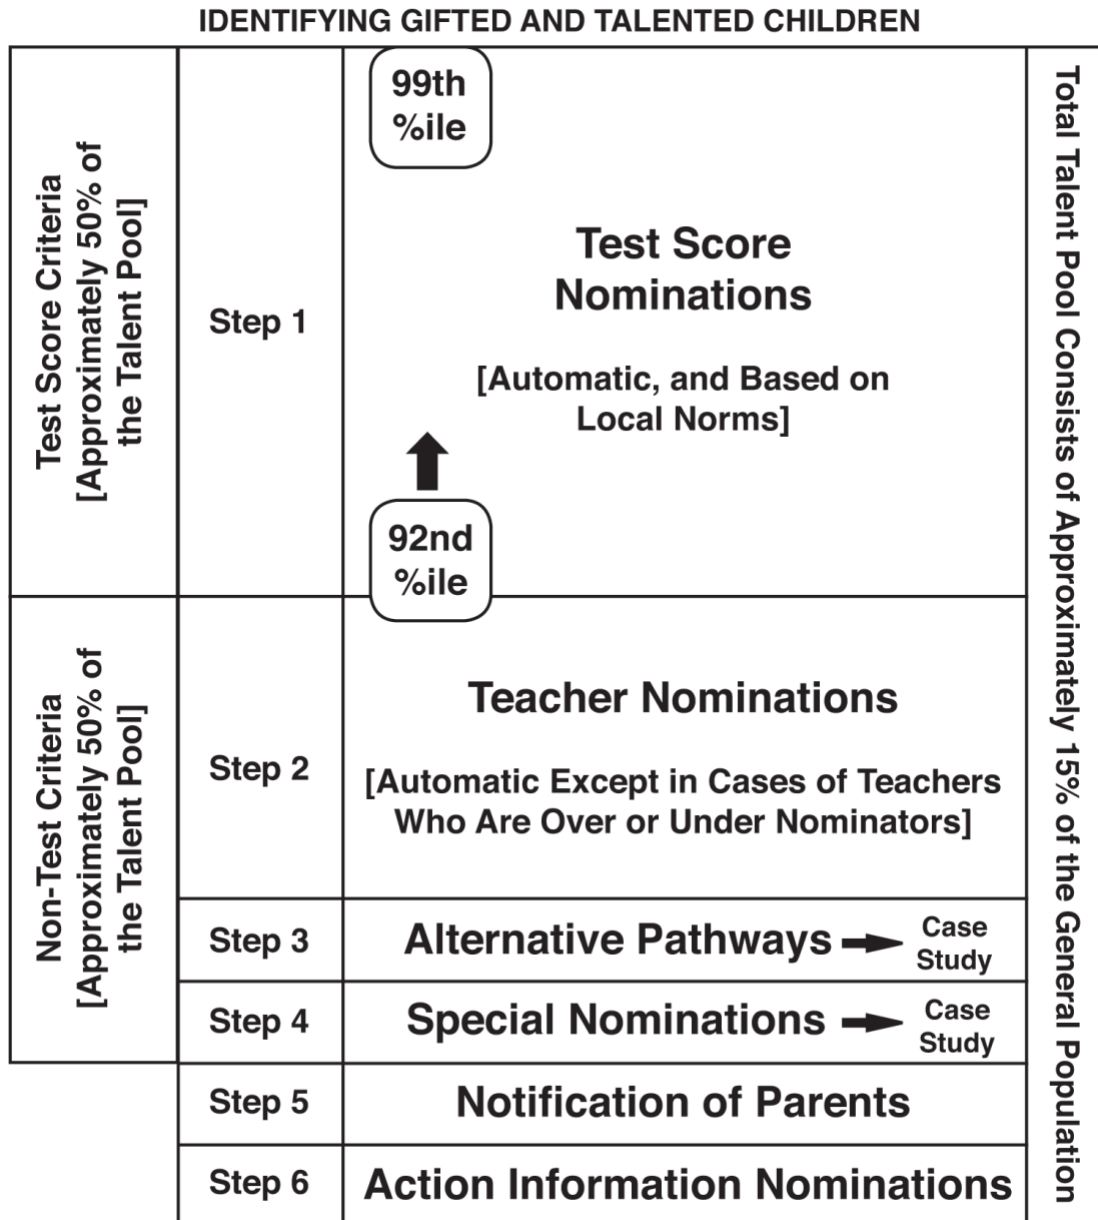 IDENTIFYING GIFTED AND TALENTED CHILDREN
Test Score Criteria
[Approximately 50% of
the Talent Pool]
Step 1
99th
%ile
Test Score
Nominations
[Automatic, and Based on
Local Norms]
92nd
%ile
Non-Test Criteria
[Approximately 50% of
the Talent Pool]
Step 2
Teacher Nominations
[Automatic Except in Cases of Teachers
Who Are Over or Under Nominators]
Step 3
Alternative Pathways
Case
Study
Step 4
Special Nominations
Case
Study
Step 5
Notification of Parents
Step 6
Action Information Nominations
Total Talent Pool Consists of Approximately 15% of the General Population